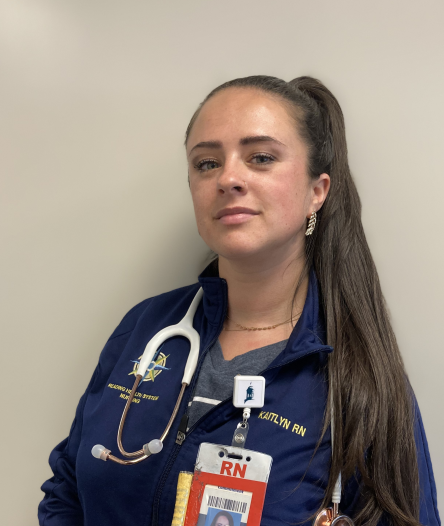 READING HEALTH SYSTEM
NURSING
KAITLYN RN
RN